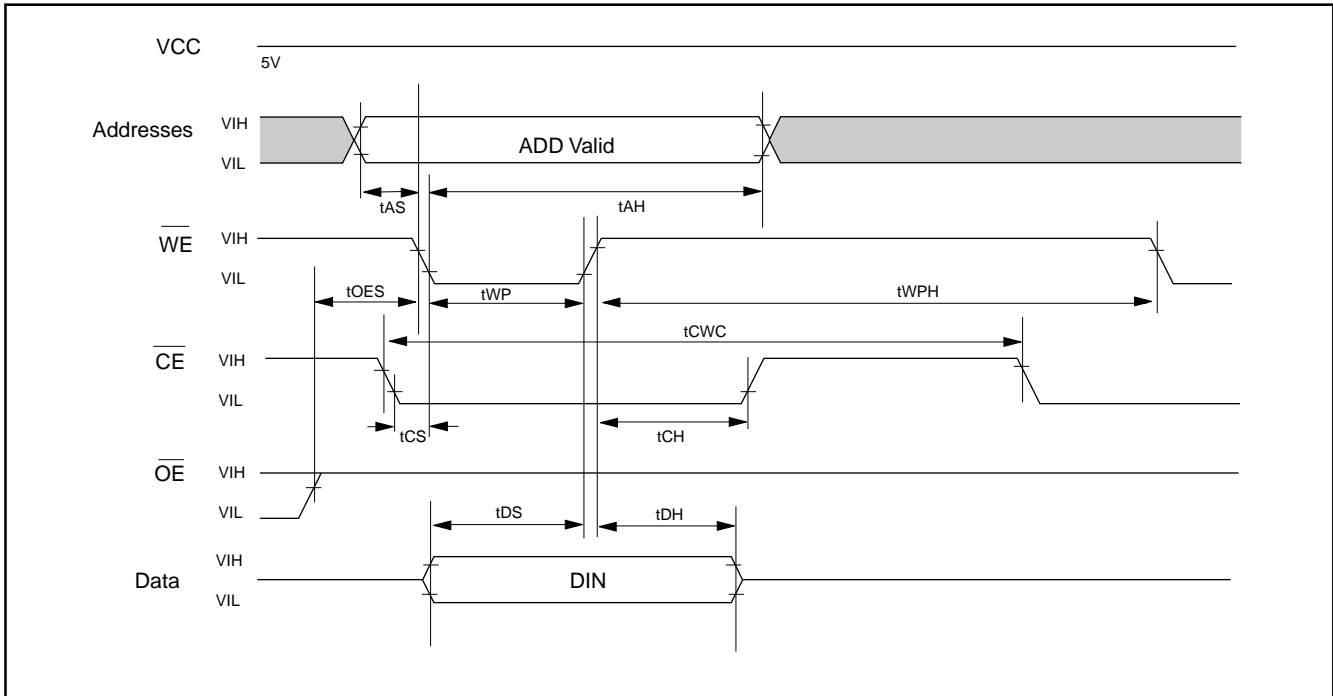 VCC
5V
Addresses
VIH
VIL
ADD Valid
tAS
tAH
WE
VIH
VIL
tOES
tWP
tWPH
tCWC
CE
VIH
VIL
tCS
tCH
OE
VIH
VIL
tDS
tDH
Data
VIH
VIL
DIN